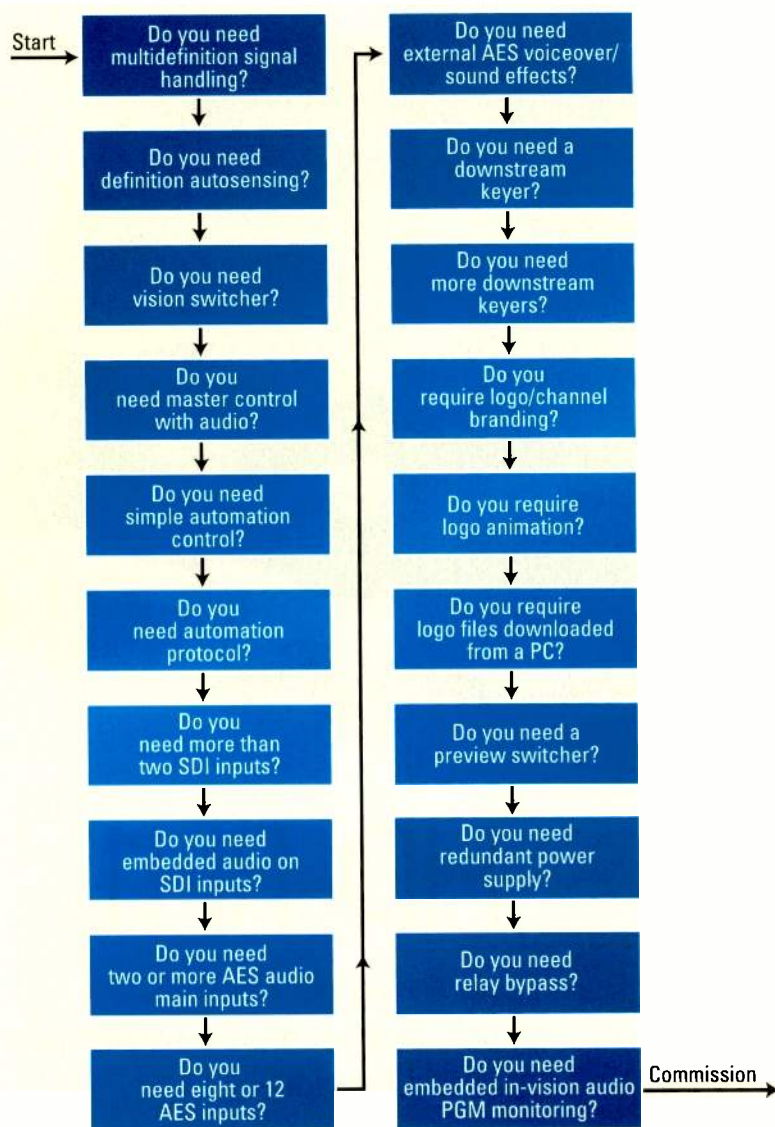 Start
Do you need
multidefinition signal
handling?
Do you need
definition autosensing?
Do you need
vision switcher?
Do you
need master control
with audio?
Do you need
simple automation
control?
Do you
need automation
protocol?
Do you
need more than
two SDI inputs?
Do you need
embedded audio on
SDI inputs?
Do you need
two or more AES audio
main inputs?
Do you
need eight or 12
AES inputs?
Do you need
external AES voiceover/
sound effects?
Do you need a
downstream
keyer?
Do you need
more downstream
keyers?
Do you
require logo/channel
branding?
Do you require
logo animation?
Do you require
logo files downloaded
from a PC?
Do you need a
preview switcher?
Do you need
redundant power
supply?
Do you need
relay bypass?
Do you need
embedded in-vision audio
PGM monitoring?
Commission